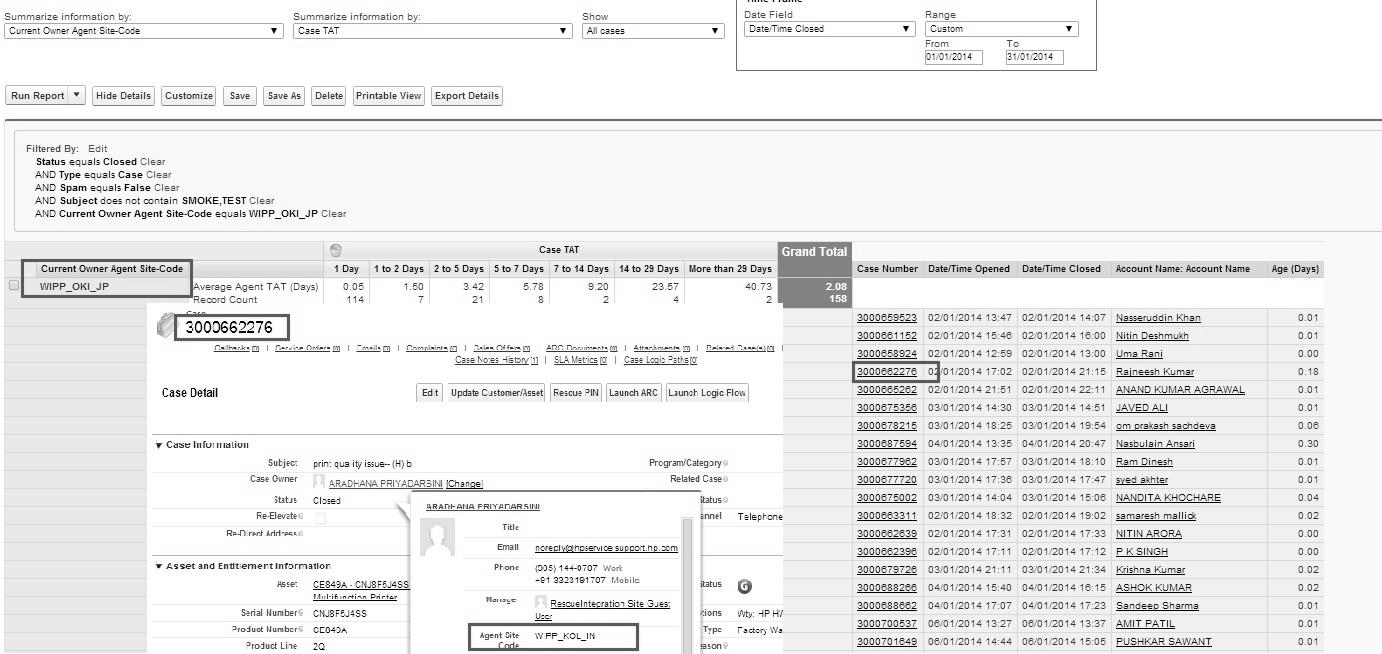 Summarize information by: Summarize information by: Show
Current Owner Agent Site-Code Case TAT All cases
Time Frame
Date Field Range
Date/Time Closed Custom
From To
01/01/2014 31/01/2014
Run Report Hide Details Customize Save Save As Delete Printable View Export Details
Filtered By: Edit
Status equals Closed Clear
AND Type equals Case Clear
AND Spam equals False Clear
AND Subject does not contain SMOKE,TEST Clear
AND Current Owner Agent Site-Code equals WIPP_OKI_JP Clear
Case TAT Grand Total
Current Owner Agent Site-Code 1 Day 1 to 2 Days 2 to 5 Days 5 to 7 Days 7 to 14 Days 14 to 29 Days More than 29 Days
WIPP_OKI_JP Average Agent TAT (Days) 0.05 1.50 3.42 5.78 9.20 23.57 40.73 2.08
Record Count 114 7 21 8 2 4 2 158
Case Number Date/Time Opened Date/Time Closed Account Name: Account Name Age (Days)
3000659523 02/01/2014 13:47 02/01/2014 14:07 Nasseruddin Khan 0.01
3000661152 02/01/2014 15:46 02/01/2014 16:00 Nitin Deshmukh 0.01
3000658924 02/01/2014 12:59 02/01/2014 13:00 Uma Rani 0.00
3000662276 02/01/2014 17:02 02/01/2014 21:15 Rajneesh Kumar 0.18
3000665262 02/01/2014 21:51 02/01/2014 22:11 ANAND KUMAR AGRAWAL 0.01
3000675356 03/01/2014 14:30 03/01/2014 14:51 JAVED ALI 0.01
3000678215 03/01/2014 18:25 03/01/2014 19:54 om prakash sachdeva 0.06
3000687594 04/01/2014 13:35 04/01/2014 20:47 Nasbulain Ansari 0.30
3000677962 03/01/2014 17:57 03/01/2014 18:10 Ram Dinesh 0.01
3000677720 03/01/2014 17:36 03/01/2014 17:47 syed akhter 0.01
3000675002 03/01/2014 14:04 03/01/2014 15:06 NANDITA KHOCHARE 0.04
3000663311 02/01/2014 18:32 02/01/2014 19:02 samaresh mallick 0.02
3000662639 02/01/2014 17:31 02/01/2014 17:33 NITIN ARORA 0.00
3000662396 02/01/2014 17:11 02/01/2014 17:12 P K SINGH 0.00
3000679726 03/01/2014 21:11 03/01/2014 21:34 Krishna Kumar 0.02
3000688266 04/01/2014 15:40 04/01/2014 16:15 ASHOK KUMAR 0.02
3000688662 04/01/2014 17:07 04/01/2014 17:23 Sandeep Sharma 0.01
3000700537 06/01/2014 13:27 06/01/2014 13:37 AMIT PATIL 0.01
3000701649 06/01/2014 14:44 06/01/2014 15:05 PUSHKAR SAWANT 0.01
Case
3000662276
Callbacks [0] | Service Orders [0] | Emails [0] | Complaints [0] | Sales Offers [0] | ARC Documents [0] | Attachments [0] | Related Case(s) [0] |
Case Notes History [1] | SLA Metrics [0] | Case Logic Paths [0]
Case Detail Edit Update Customer/Asset Rescue PIN Launch ARC Launch Logic Flow
Case Information
Subject print quality issue-- (H) b Program/Category
Case Owner ARADHANA PRIYADARSINI [Change] Related Case
Status Closed Status
Re-Elevate nnel Telephone
Re-Direct Address
Asset and Entitlement Information
Asset CE849A - CNJ8F5J4SS Status G
Multifunction Printer
Serial Number CNJ8F5J4SS tions Wty: HP HW
Product Number CE849A Type Factory Wa
Product Line 2Q eason
ARADHANA PRIYADARSINI
Title
Email noreply@hpservice.support.hp.com
Phone (005) 144-0707 Work
+91 3323191707 Mobile
Manage RescueIntegration Site Guest
User
Agent Site WIPP_KOL_IN
Code